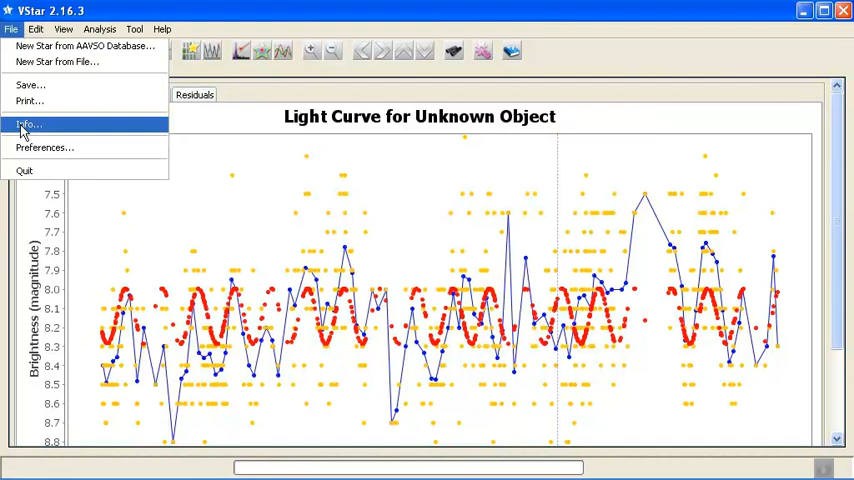 VStar 2.16.3
File Edit View Analysis Tool Help
New Star from AAVSO Database...
New Star from File...
Save...
Print...
Info...
Preferences...
Quit
Residuals
Light Curve for Unknown Object
Brightness (magnitude)
7.5
7.6
7.7
7.8
7.9
8.0
8.1
8.2
8.3
8.4
8.5
8.6
8.7
8.8